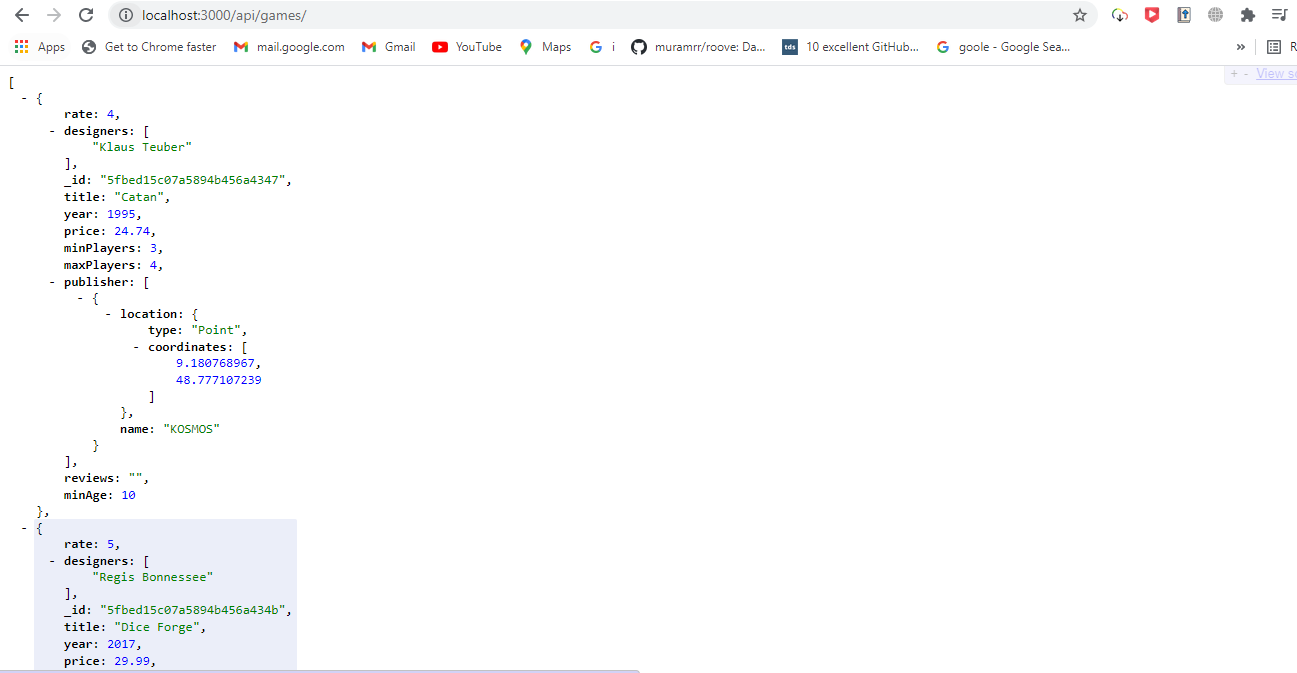 localhost:3000/api/games/
Apps Get to Chrome faster mail.google.com Gmail YouTube Maps i muramrr/roove: Da... tds 10 excellent GitHub... goole - Google Sea... » R
+ - View so
[
- {
rate: 4,
- designers: [
"Klaus Teuber"
],
_id: "5fbed15c07a5894b456a4347",
title: "Catan",
year: 1995,
price: 24.74,
minPlayers: 3,
maxPlayers: 4,
- publisher: [
- {
- location: {
type: "Point",
- coordinates: [
9.180768967,
48.777107239
]
},
name: "KOSMOS"
}
],
reviews: "",
minAge: 10
},
- {
rate: 5,
- designers: [
"Regis Bonnessee"
],
_id: "5fbed15c07a5894b456a434b",
title: "Dice Forge",
year: 2017,
price: 29.99,